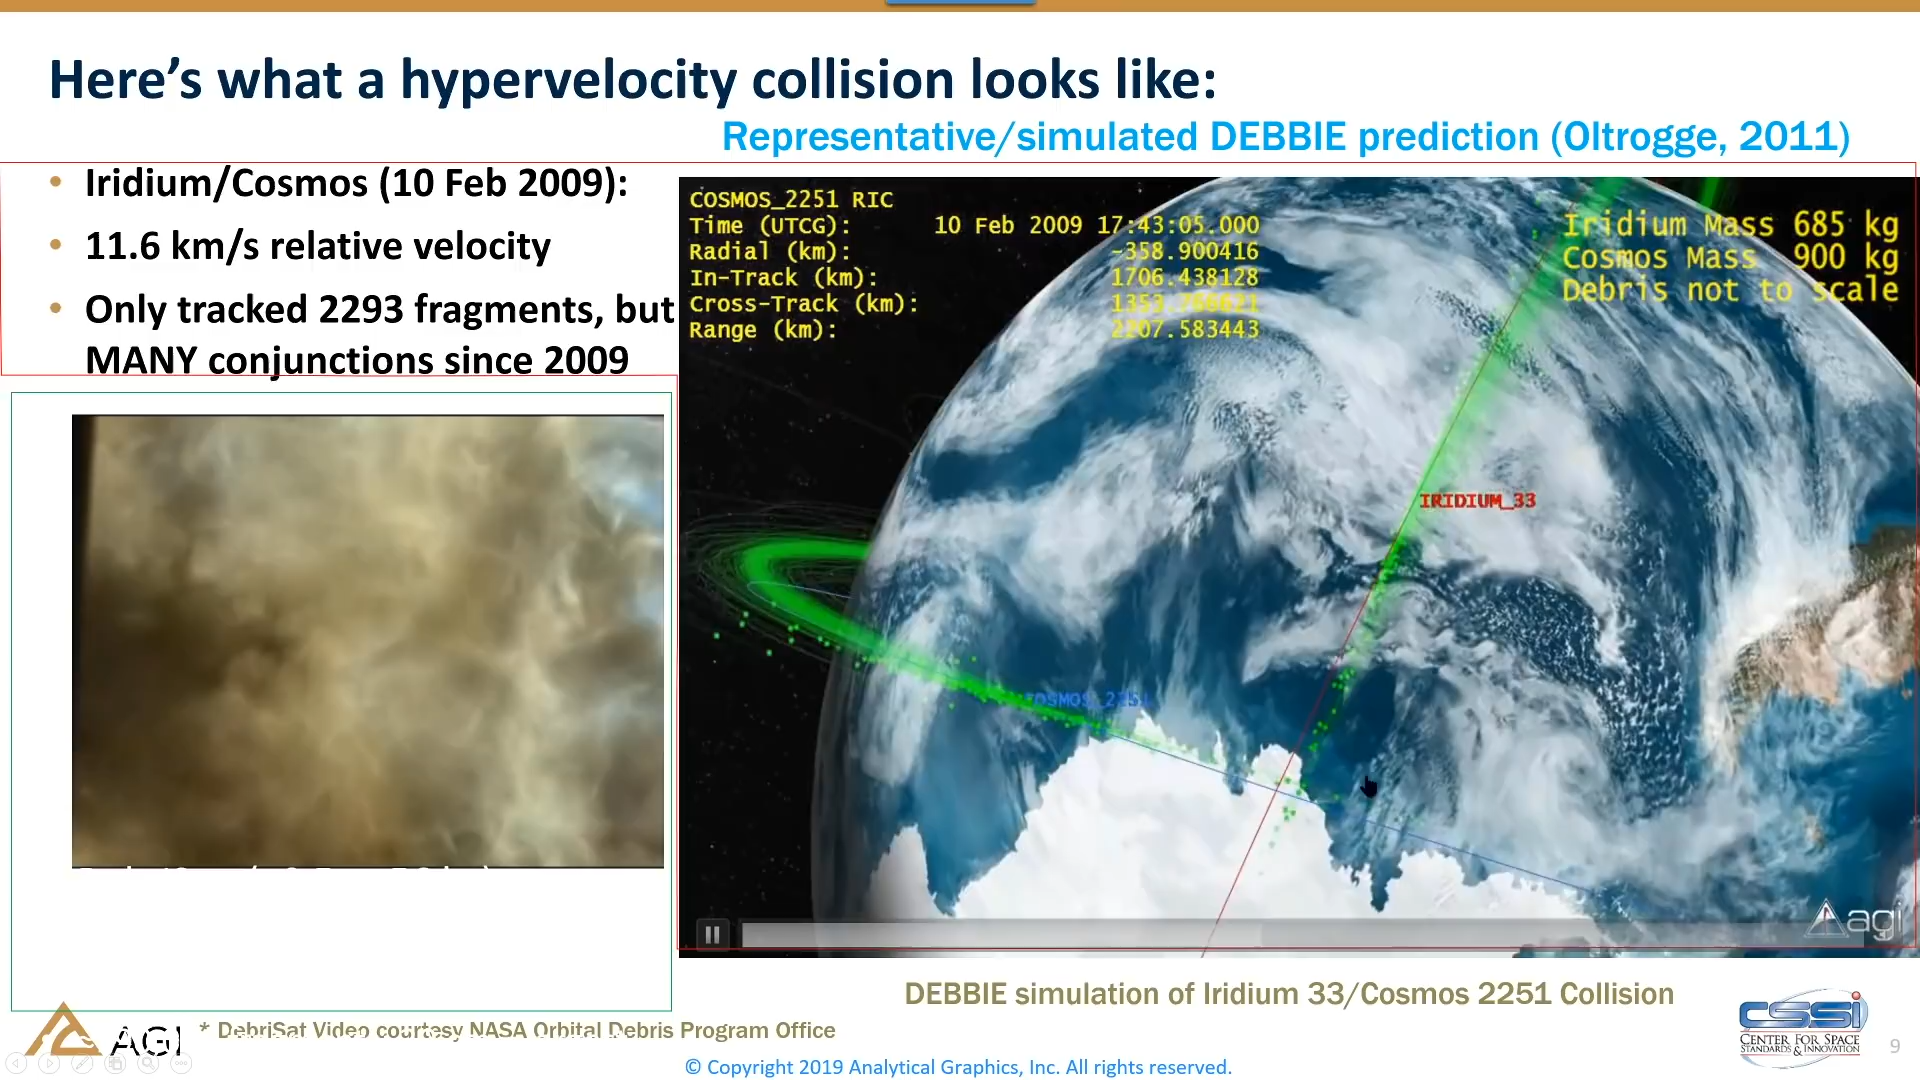 Here’s what a hypervelocity collision looks like:
Representative/simulated DEBBIE prediction (Oltrogge, 2011)
• Iridium/Cosmos (10 Feb 2009):
• 11.6 km/s relative velocity
• Only tracked 2293 fragments, but
MANY conjunctions since 2009
COSMOS_2251 RIC
Time (UTCG): 10 Feb 2009 17:43:05.000
Radial (km): -358.900416
In-Track (km): 1706.438128
Cross-Track (km):
Range (km): 2207.583443
Iridium Mass 685 kg
Cosmos Mass 900 kg
Debris not to scale
IRIDIUM_33
COSMOS_2251
agi
DEBBIE simulation of Iridium 33/Cosmos 2251 Collision
AGI
* DebriSat Video courtesy NASA Orbital Debris Program Office
CSSI
CENTER FOR SPACE
STANDARDS & INNOVATION
9
© Copyright 2019 Analytical Graphics, Inc. All rights reserved.